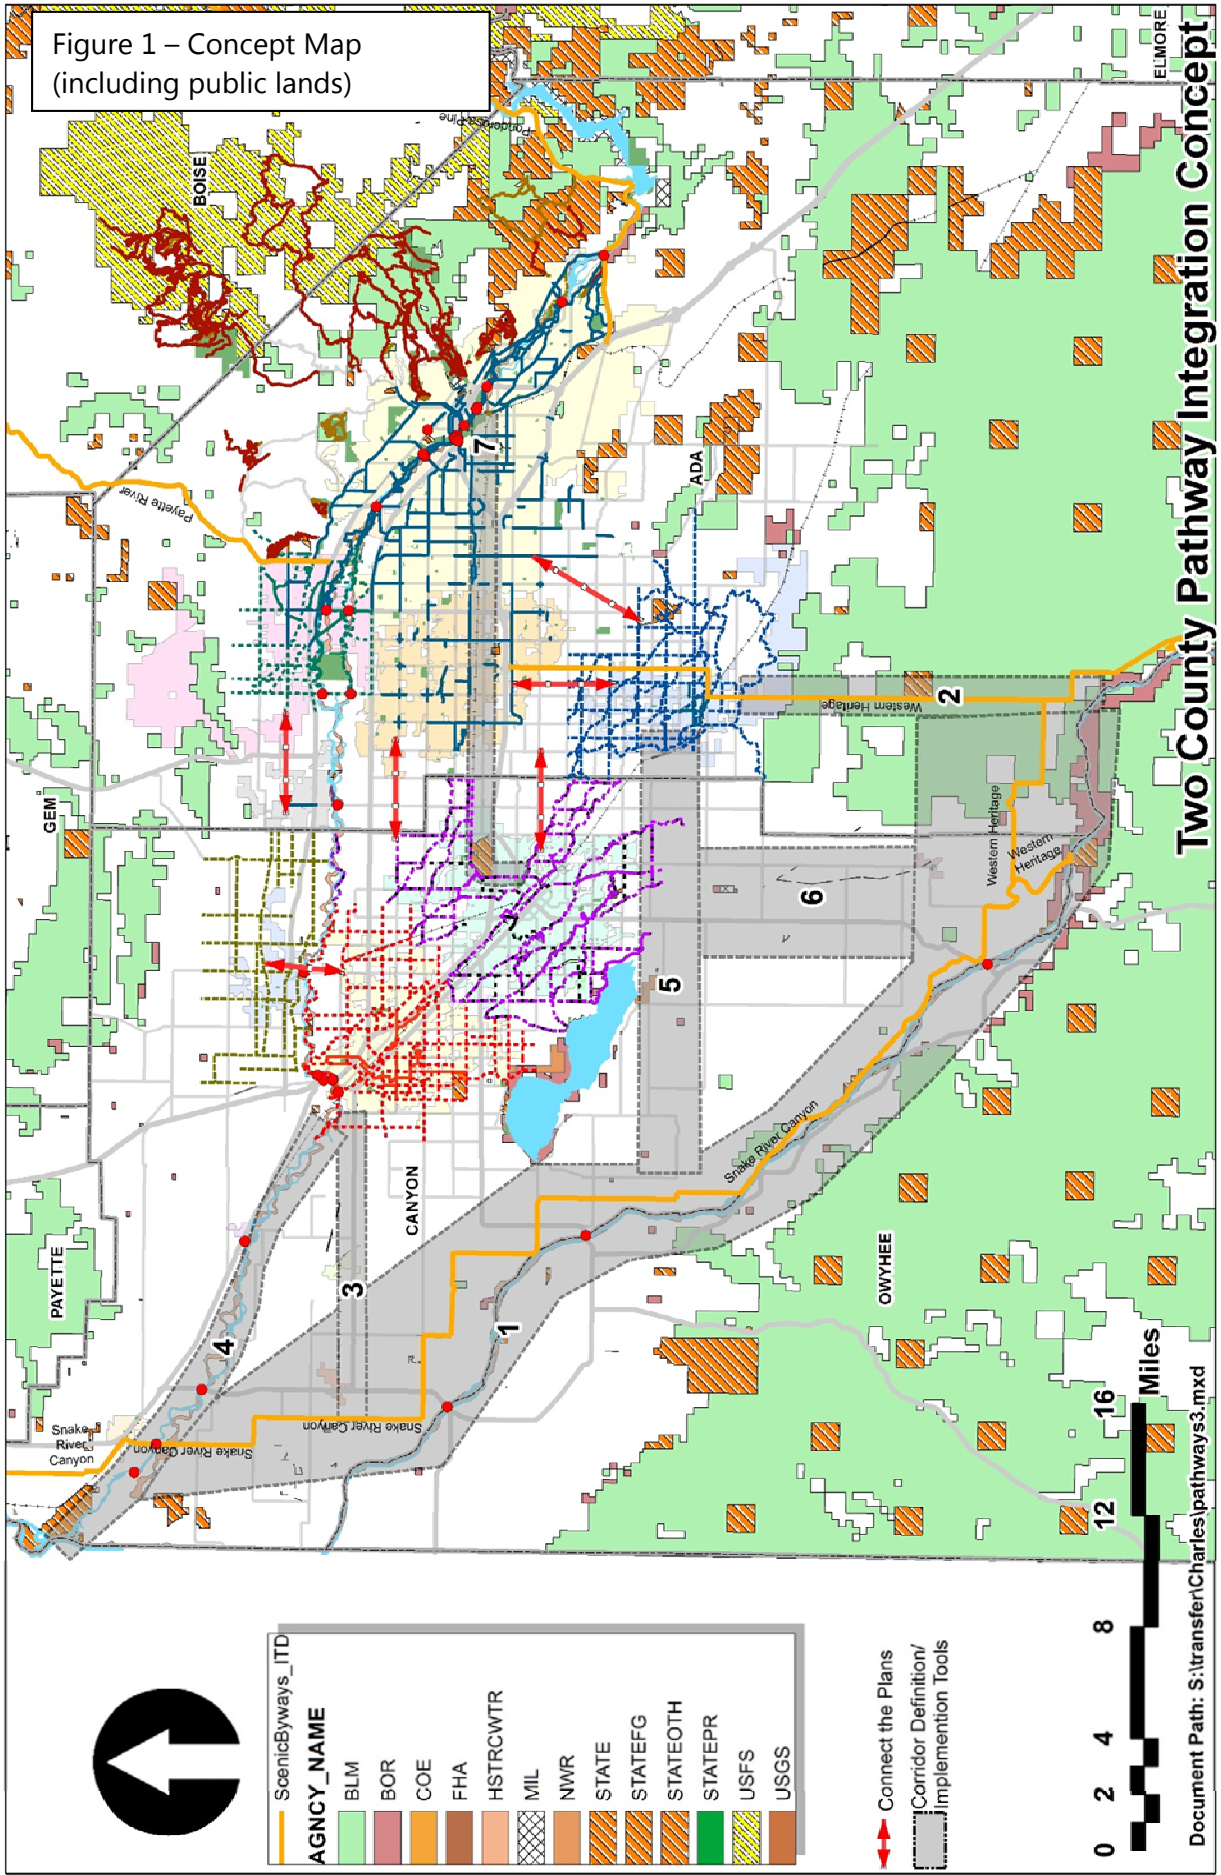 Figure 1 – Concept Map
(including public lands)
Two County Pathway Integration Concept
BOISE
ELMORE
GEM
PAYETTE
ADA
CANYON
OWYHEE
Ponderosa Pine
Payette River
Western Heritage
Western Heritage
Western
Heritage
Snake River Canyon
Snake River Canyon
Snake River Canyon
Snake
River
Canyon
1
2
3
4
5
6
7
ScenicByways_ITD
AGNCY_NAME
BLM
BOR
COE
FHA
HSTRCWTR
MIL
NWR
STATE
STATEFG
STATEOTH
STATEPR
USFS
USGS
Connect the Plans
Corridor Definition/
Implemention Tools
0 2 4 8 12 16
Miles
Document Path: S:\transfer\Charles\pathways3.mxd